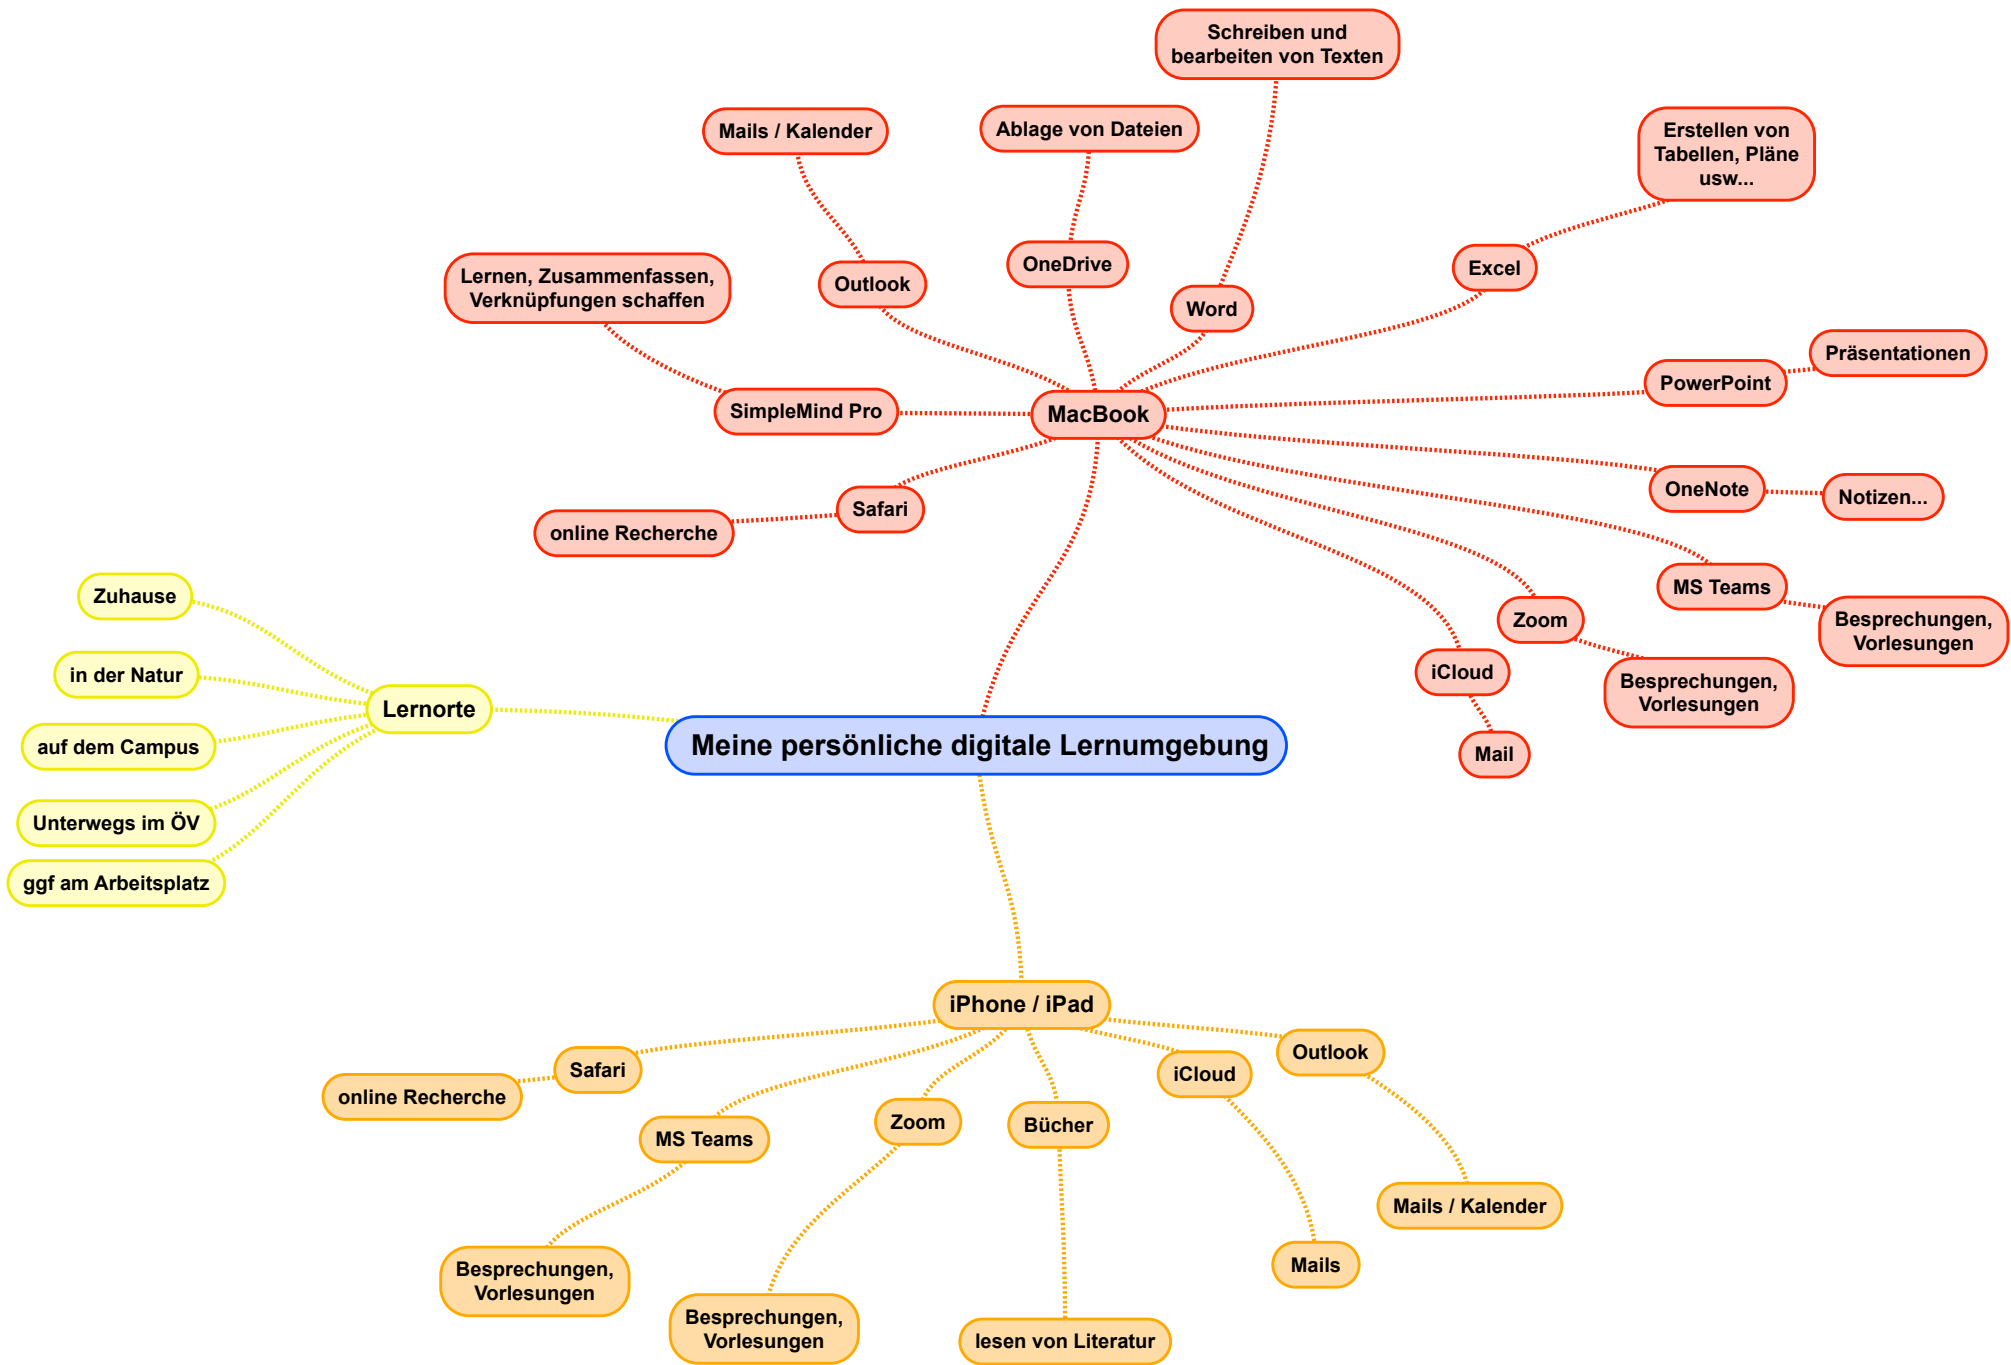 Schreiben und
bearbeiten von Texten
Mails / Kalender
Ablage von Dateien
Erstellen von
Tabellen, Pläne
usw...
Lernen, Zusammenfassen,
Verknüpfungen schaffen
Outlook
OneDrive
Word
Excel
SimpleMind Pro
MacBook
PowerPoint
Präsentationen
Safari
online Recherche
OneNote
Notizen...
MS Teams
Besprechungen,
Vorlesungen
Zoom
Besprechungen,
Vorlesungen
iCloud
Mail
Zuhause
in der Natur
Lernorte
auf dem Campus
Unterwegs im ÖV
ggf am Arbeitsplatz
Meine persönliche digitale Lernumgebung
iPhone / iPad
Safari
online Recherche
MS Teams
Besprechungen,
Vorlesungen
Zoom
Besprechungen,
Vorlesungen
Bücher
lesen von Literatur
iCloud
Mails
Outlook
Mails / Kalender